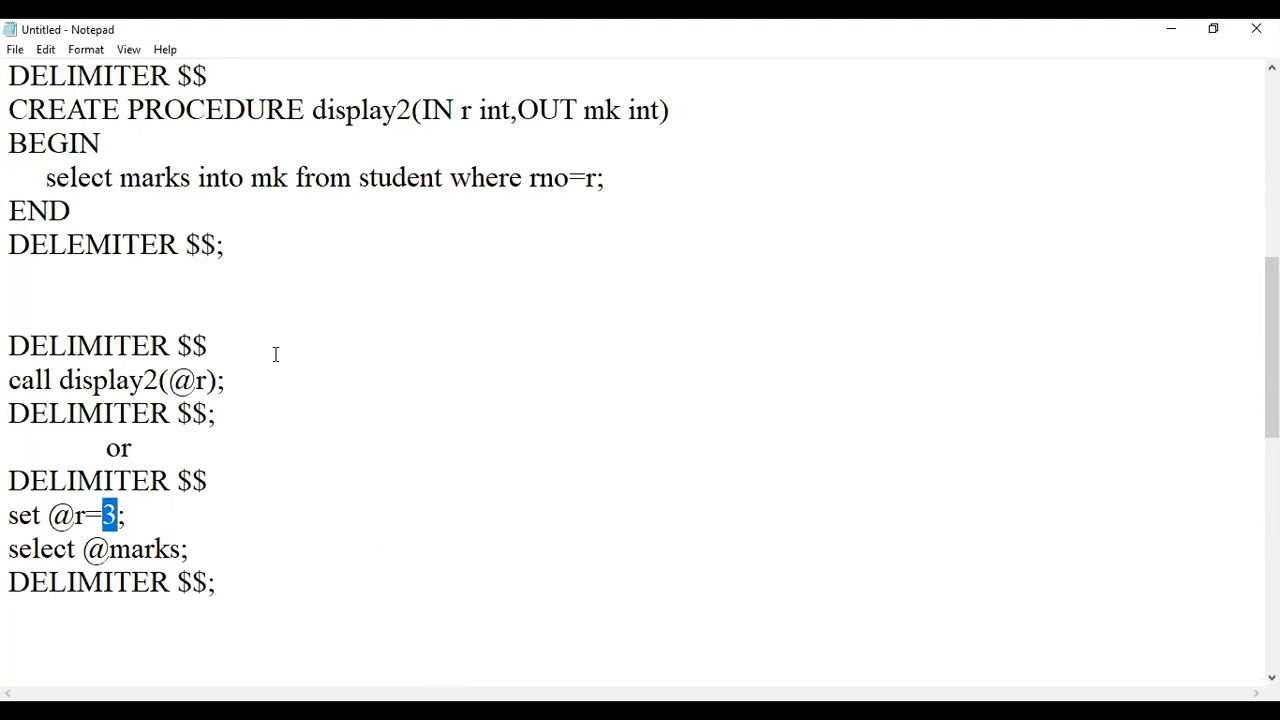 Untitled - Notepad
File Edit Format View Help
DELIMITER $$
CREATE PROCEDURE display2(IN r int,OUT mk int)
BEGIN
select marks into mk from student where rno=r;
END
DELEMITER $$;
DELIMITER $$
call display2(@r);
DELIMITER $$;
or
DELIMITER $$
set @r=3;
select @marks;
DELIMITER $$;